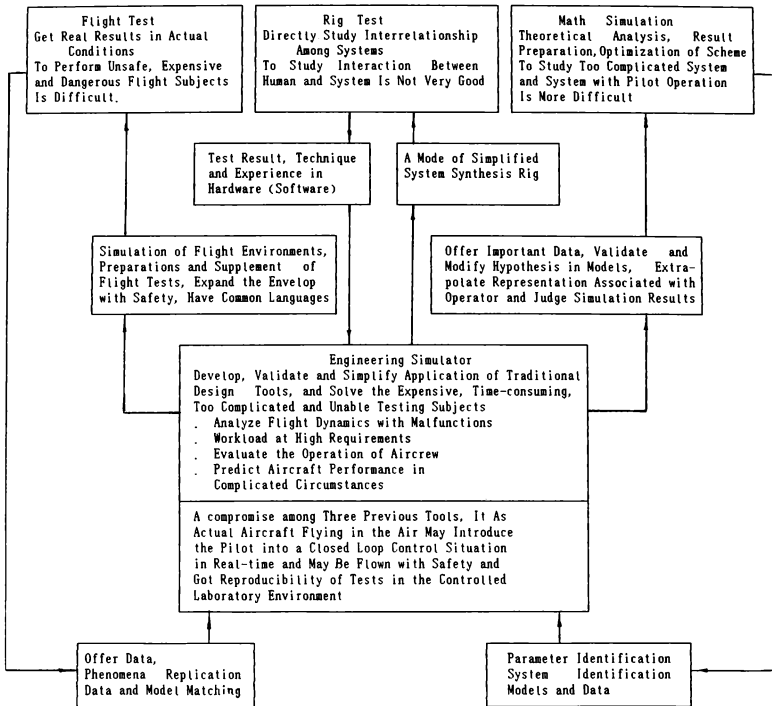 Flight Test
Get Real Results in Actual
Conditions
To Perform Unsafe, Expensive
and Dangerous Flight Subjects
Is Difficult.
Rig Test
Directly Study Interrelationship
Among Systems
To Study Interaction Between
Human and System Is Not Very Good
Math Simulation
Theoretical Analysis, Result
Preparation,Optimization of Scheme
To Study Too Complicated System
and System with Pilot Operation
Is More Difficult
Test Result, Technique
and Experience in
Hardware (Software)
A Mode of Simplified
System Synthesis Rig
Simulation of Flight Environments,
Preparations and Supplement of
Flight Tests, Expand the Envelop
with Safety, Have Common Languages
Offer Important Data, Validate and
Modify Hypothesis in Models, Extra-
polate Representation Associated with
Operator and Judge Simulation Results
Engineering Simulator
Develop, Validate and Simplify Application of Traditional
Design Tools, and Solve the Expensive, Time-consuming,
Too Complicated and Unable Testing Subjects
. Analyze Flight Dynamics with Malfunctions
. Workload at High Requirements
. Evaluate the Operation of Aircrew
. Predict Aircraft Performance in
Complicated Circumstances
A compromise among Three Previous Tools, It As
Actual Aircraft Flying in the Air May Introduce
the Pilot into a Closed Loop Control Situation
in Real-time and May Be Flown with Safety and
Got Reproducibility of Tests in the Controlled
Laboratory Environment
Offer Data,
Phenomena Replication
Data and Model Matching
Parameter Identification
System Identification
Models and Data